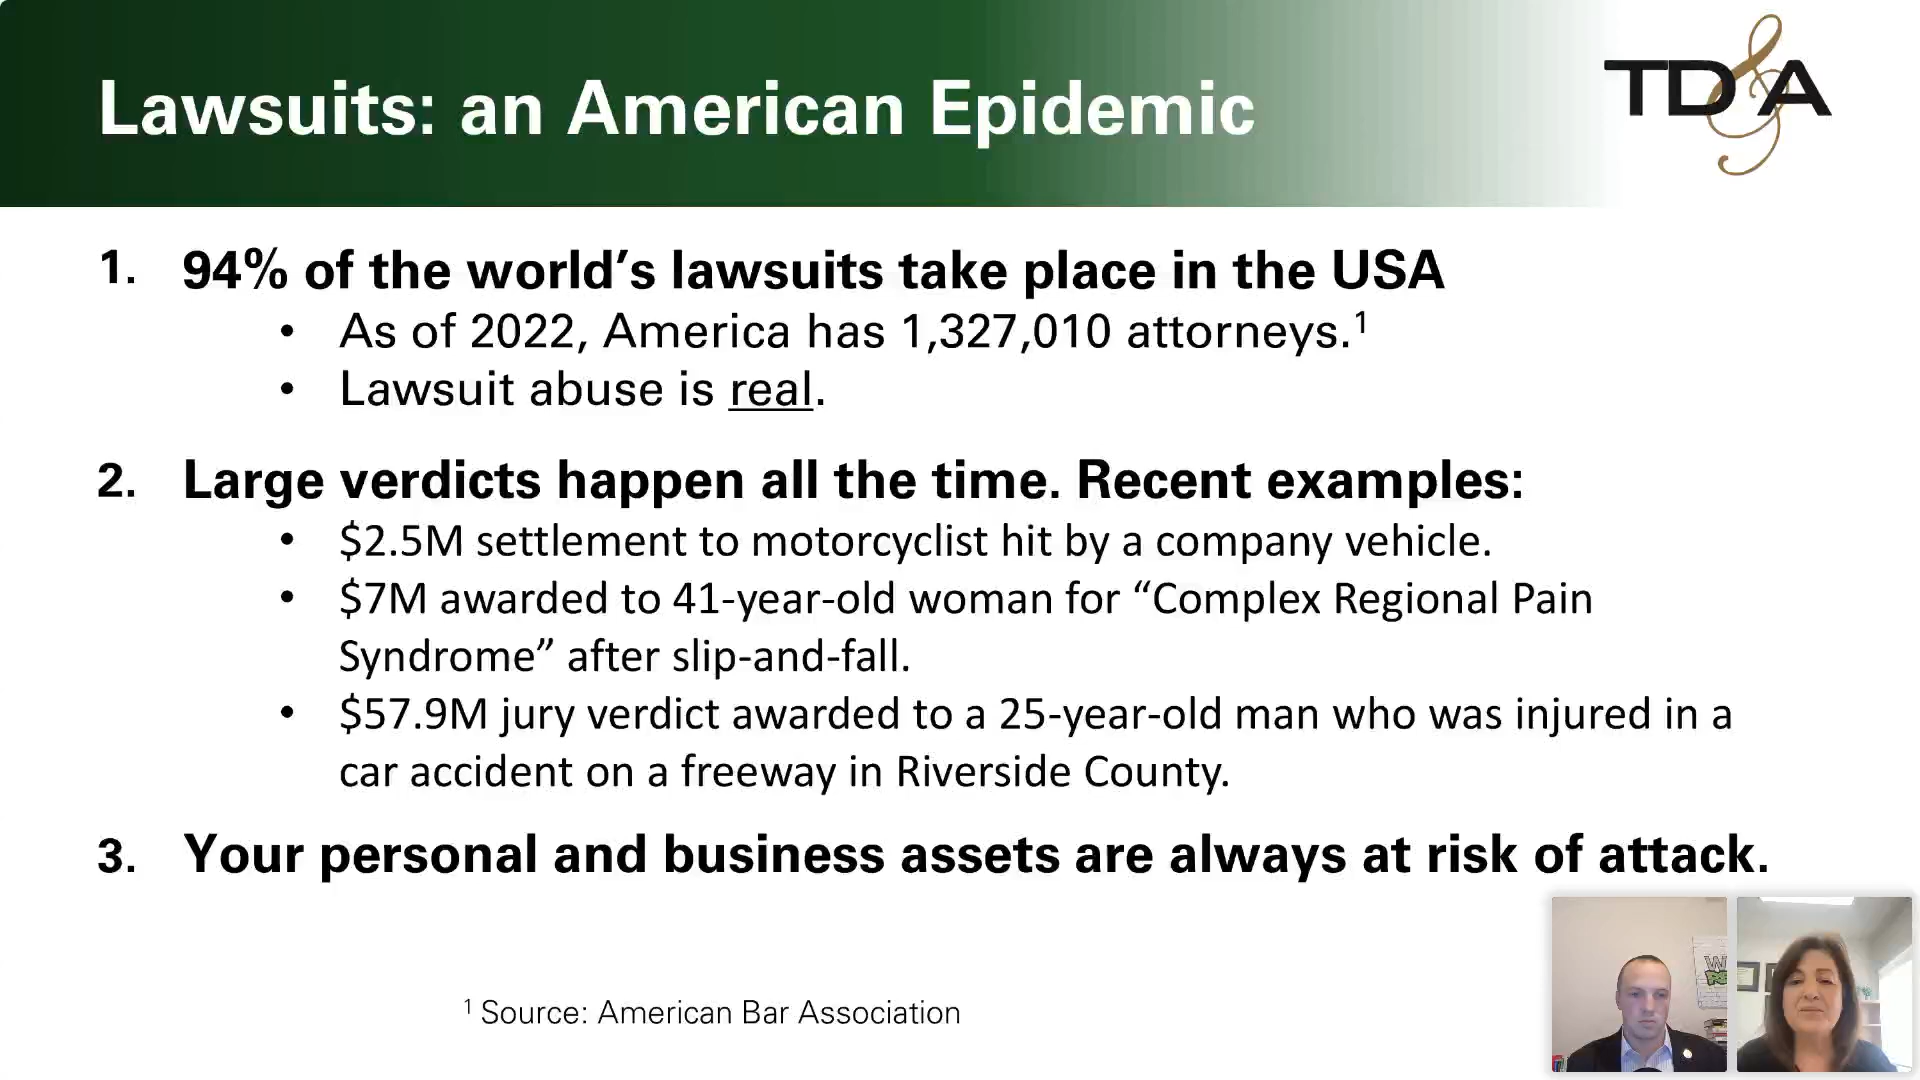 Lawsuits: an American Epidemic
TD&A
1. 94% of the world’s lawsuits take place in the USA
• As of 2022, America has 1,327,010 attorneys.¹
• Lawsuit abuse is real.
2. Large verdicts happen all the time. Recent examples:
• $2.5M settlement to motorcyclist hit by a company vehicle.
• $7M awarded to 41-year-old woman for “Complex Regional Pain
Syndrome” after slip-and-fall.
• $57.9M jury verdict awarded to a 25-year-old man who was injured in a
car accident on a freeway in Riverside County.
3. Your personal and business assets are always at risk of attack.
¹ Source: American Bar Association